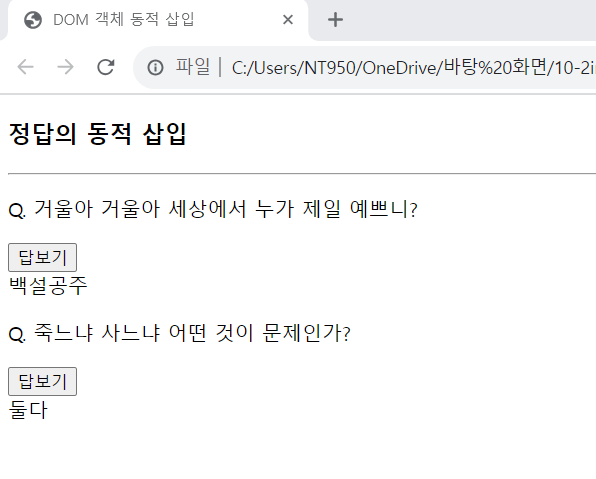 DOM 객체 동적 삽입
파일 | C:/Users/NT950/OneDrive/바탕%20화면/10-2i
정답의 동적 삽입
Q. 거울아 거울아 세상에서 누가 제일 예쁘니?
답보기
백설공주
Q. 죽느냐 사느냐 어떤 것이 문제인가?
답보기
둘다